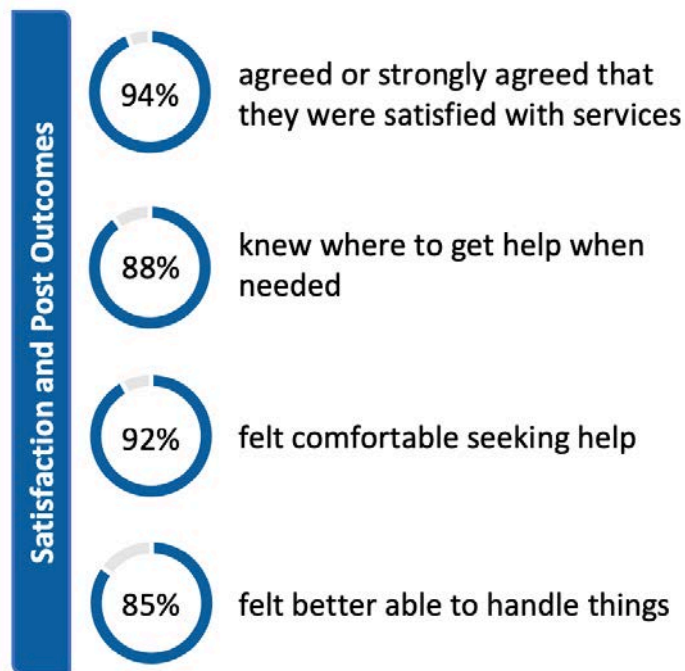 Satisfaction and Post Outcomes
94%
agreed or strongly agreed that
they were satisfied with services
88%
knew where to get help when
needed
92%
felt comfortable seeking help
85%
felt better able to handle things